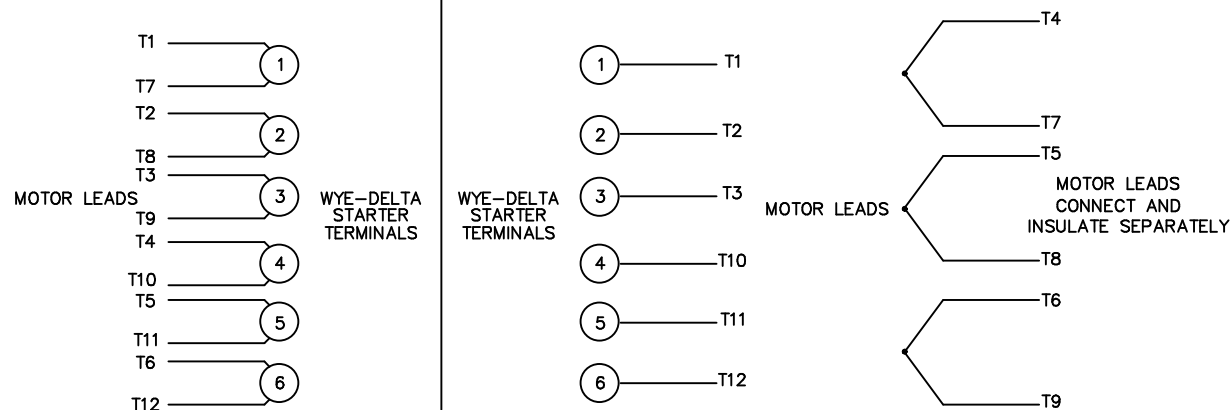 T1
T7
1
T2
T8
2
T3
T9
3
T4
T10
4
T5
T11
5
T6
T12
6
MOTOR LEADS
WYE-DELTA
STARTER
TERMINALS
WYE-DELTA
STARTER
TERMINALS
1
T1
2
T2
3
T3
4
T10
5
T11
6
T12
MOTOR LEADS
T4
T7
T5
T8
T6
T9
MOTOR LEADS
CONNECT AND
INSULATE SEPARATELY